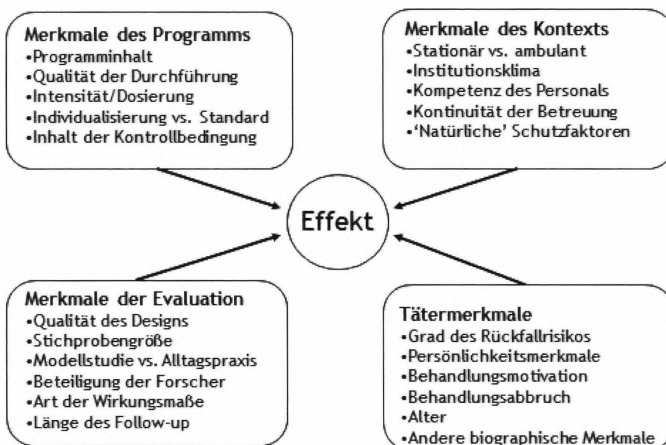 Merkmale des Programms
•Programminhalt
•Qualität der Durchführung
•Intensität/Dosierung
•Individualisierung vs. Standard
•Inhalt der Kontrollbedingung
Merkmale des Kontexts
•Stationär vs. ambulant
•Institutionsklima
•Kompetenz des Personals
•Kontinuität der Betreuung
•‘Natürliche’ Schutzfaktoren
Effekt
Merkmale der Evaluation
•Qualität des Designs
•Stichprobengröße
•Modellstudie vs. Alltagspraxis
•Beteiligung der Forscher
•Art der Wirkungsmaße
•Länge des Follow-up
Tätermerkmale
•Grad des Rückfallrisikos
•Persönlichkeitsmerkmale
•Behandlungsmotivation
•Behandlungsabbruch
•Alter
•Andere biographische Merkmale